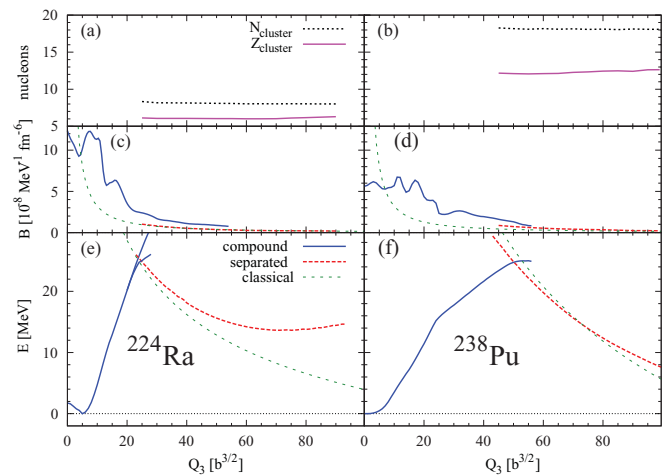 (a)
N_cluster
Z_cluster
(b)
20
15
10
5
nucleons
(c)
(d)
10
5
0
B [10^-8 MeV^1 fm^-6]
(e)
compound
separated
classical
(f)
20
10
0
E [MeV]
^224Ra
^238Pu
0 20 40 60 80
0 20 40 60 80
Q_3 [b^3/2]
Q_3 [b^3/2]